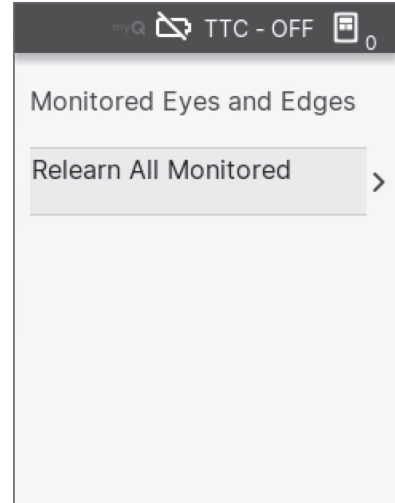 myQ TTC - OFF 0
Monitored Eyes and Edges
Relearn All Monitored